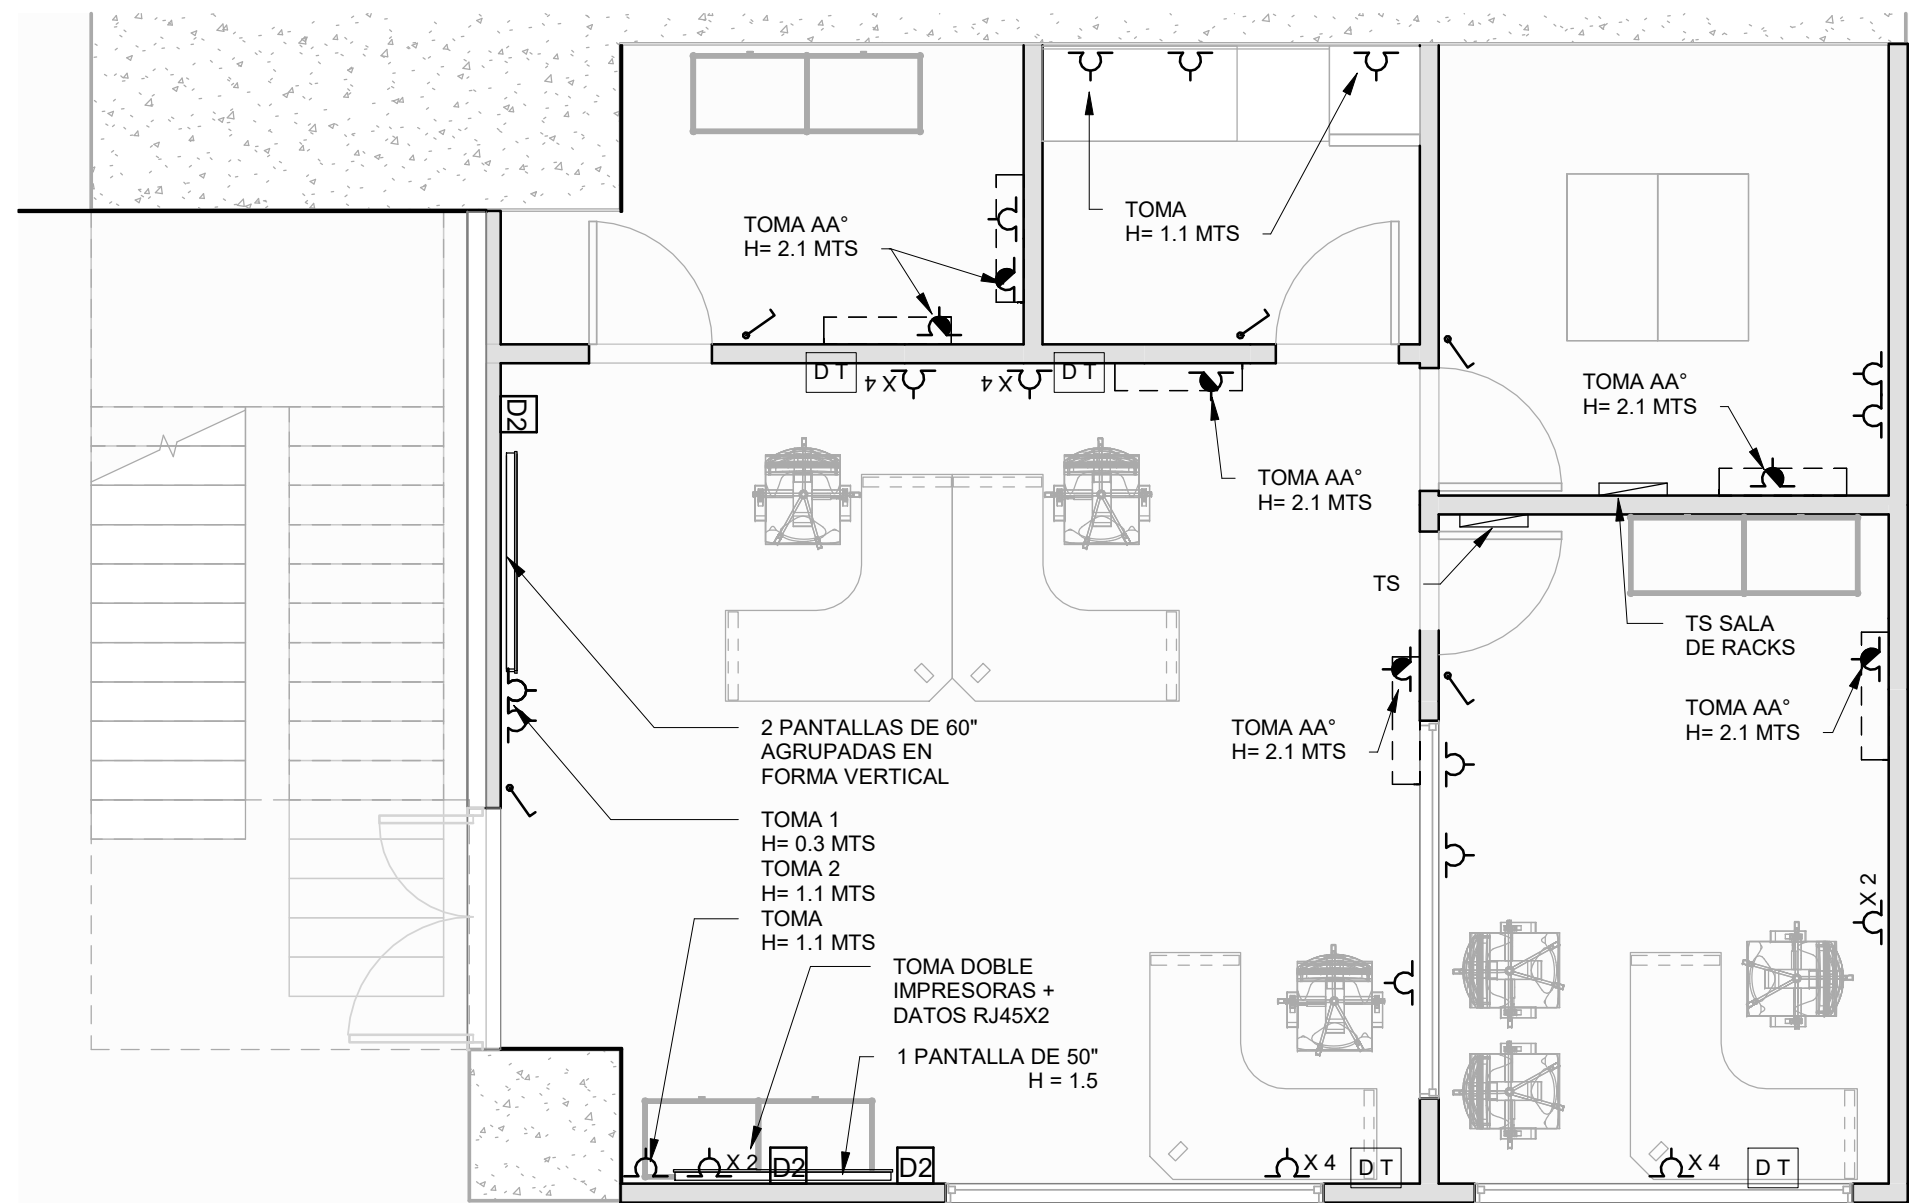 TOMA AA°
H= 2.1 MTS
TOMA
H= 1.1 MTS
D T
X 4
X 4
D T
D2
TOMA AA°
H= 2.1 MTS
TOMA AA°
H= 2.1 MTS
TS
TS SALA
DE RACKS
TOMA AA°
H= 2.1 MTS
TOMA AA°
H= 2.1 MTS
2 PANTALLAS DE 60"
AGRUPADAS EN
FORMA VERTICAL
TOMA 1
H= 0.3 MTS
TOMA 2
H= 1.1 MTS
TOMA
H= 1.1 MTS
X 2
TOMA DOBLE
IMPRESORAS +
DATOS RJ45X2
1 PANTALLA DE 50"
H = 1.5
X 2
D2
D2
X 4
D T
X 4
D T